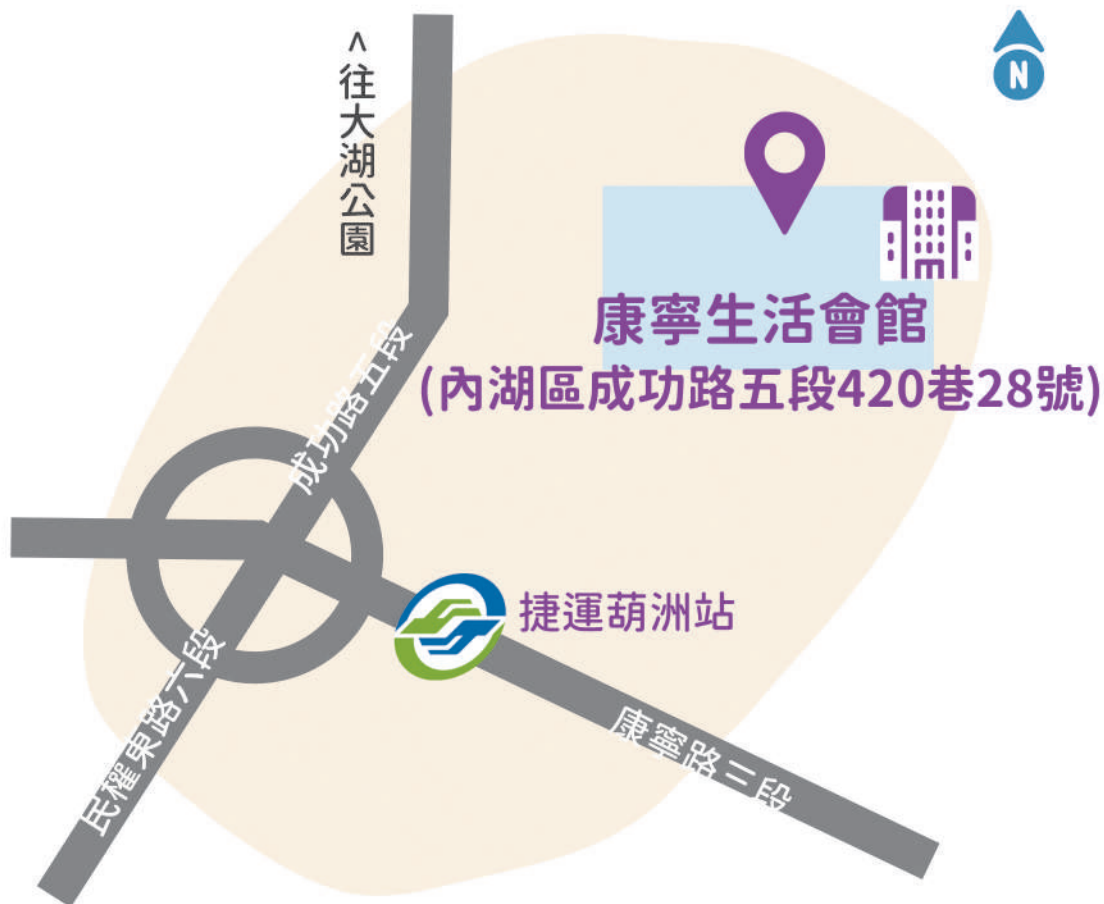 N
^往大湖公園
康寧生活會館
(內湖區成功路五段420巷28號)
成功路五段
捷運葫洲站
民權東路六段
康寧路三段